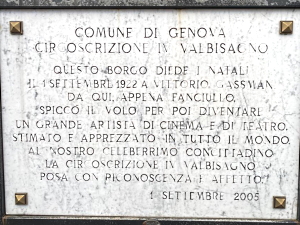 COMUNE DI GENOVA
CIRCOSCRIZIONE IV VALBISAGNO
QUESTO BORGO DIEDE I NATALI
IL 1 SETTEMBRE 1922 A VITTORIO GASSMAN
DA QUI, APPENA FANCIULLO,
SPICCÒ IL VOLO PER POI DIVENTARE
UN GRANDE ARTISTA DI CINEMA E DI TEATRO,
STIMATO E APPREZZATO IN TUTTO IL MONDO.
AL NOSTRO CELEBERRIMO CONCITTADINO
LA CIRCOSCRIZIONE IV VALBISAGNO
POSA CON RICONOSCENZA E AFFETTO.
1 SETTEMBRE 2005